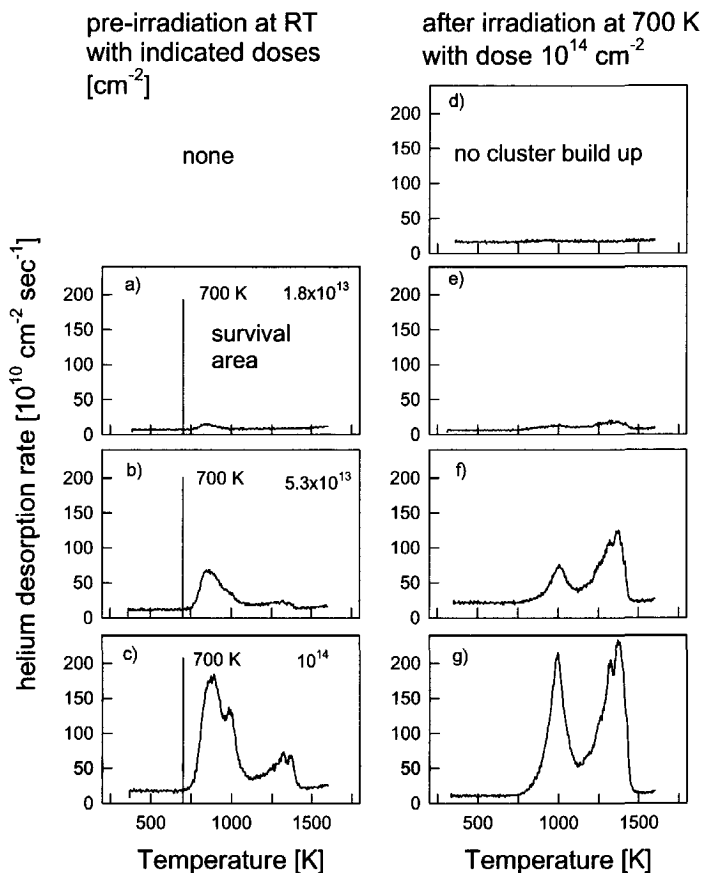 pre-irradiation at RT
with indicated doses
[cm⁻²]
after irradiation at 700 K
with dose 10¹⁴ cm⁻²
none
d)
no cluster build up
200
150
100
50
0
helium desorption rate [10¹⁰ cm⁻² sec⁻¹]
a)
700 K
1.8x10¹³
survival
area
200
150
100
50
0
e)
200
150
100
50
0
b)
700 K
5.3x10¹³
200
150
100
50
0
f)
200
150
100
50
0
c)
700 K
10¹⁴
200
150
100
50
0
g)
200
150
100
50
0
500 1000 1500
500 1000 1500
Temperature [K]
Temperature [K]